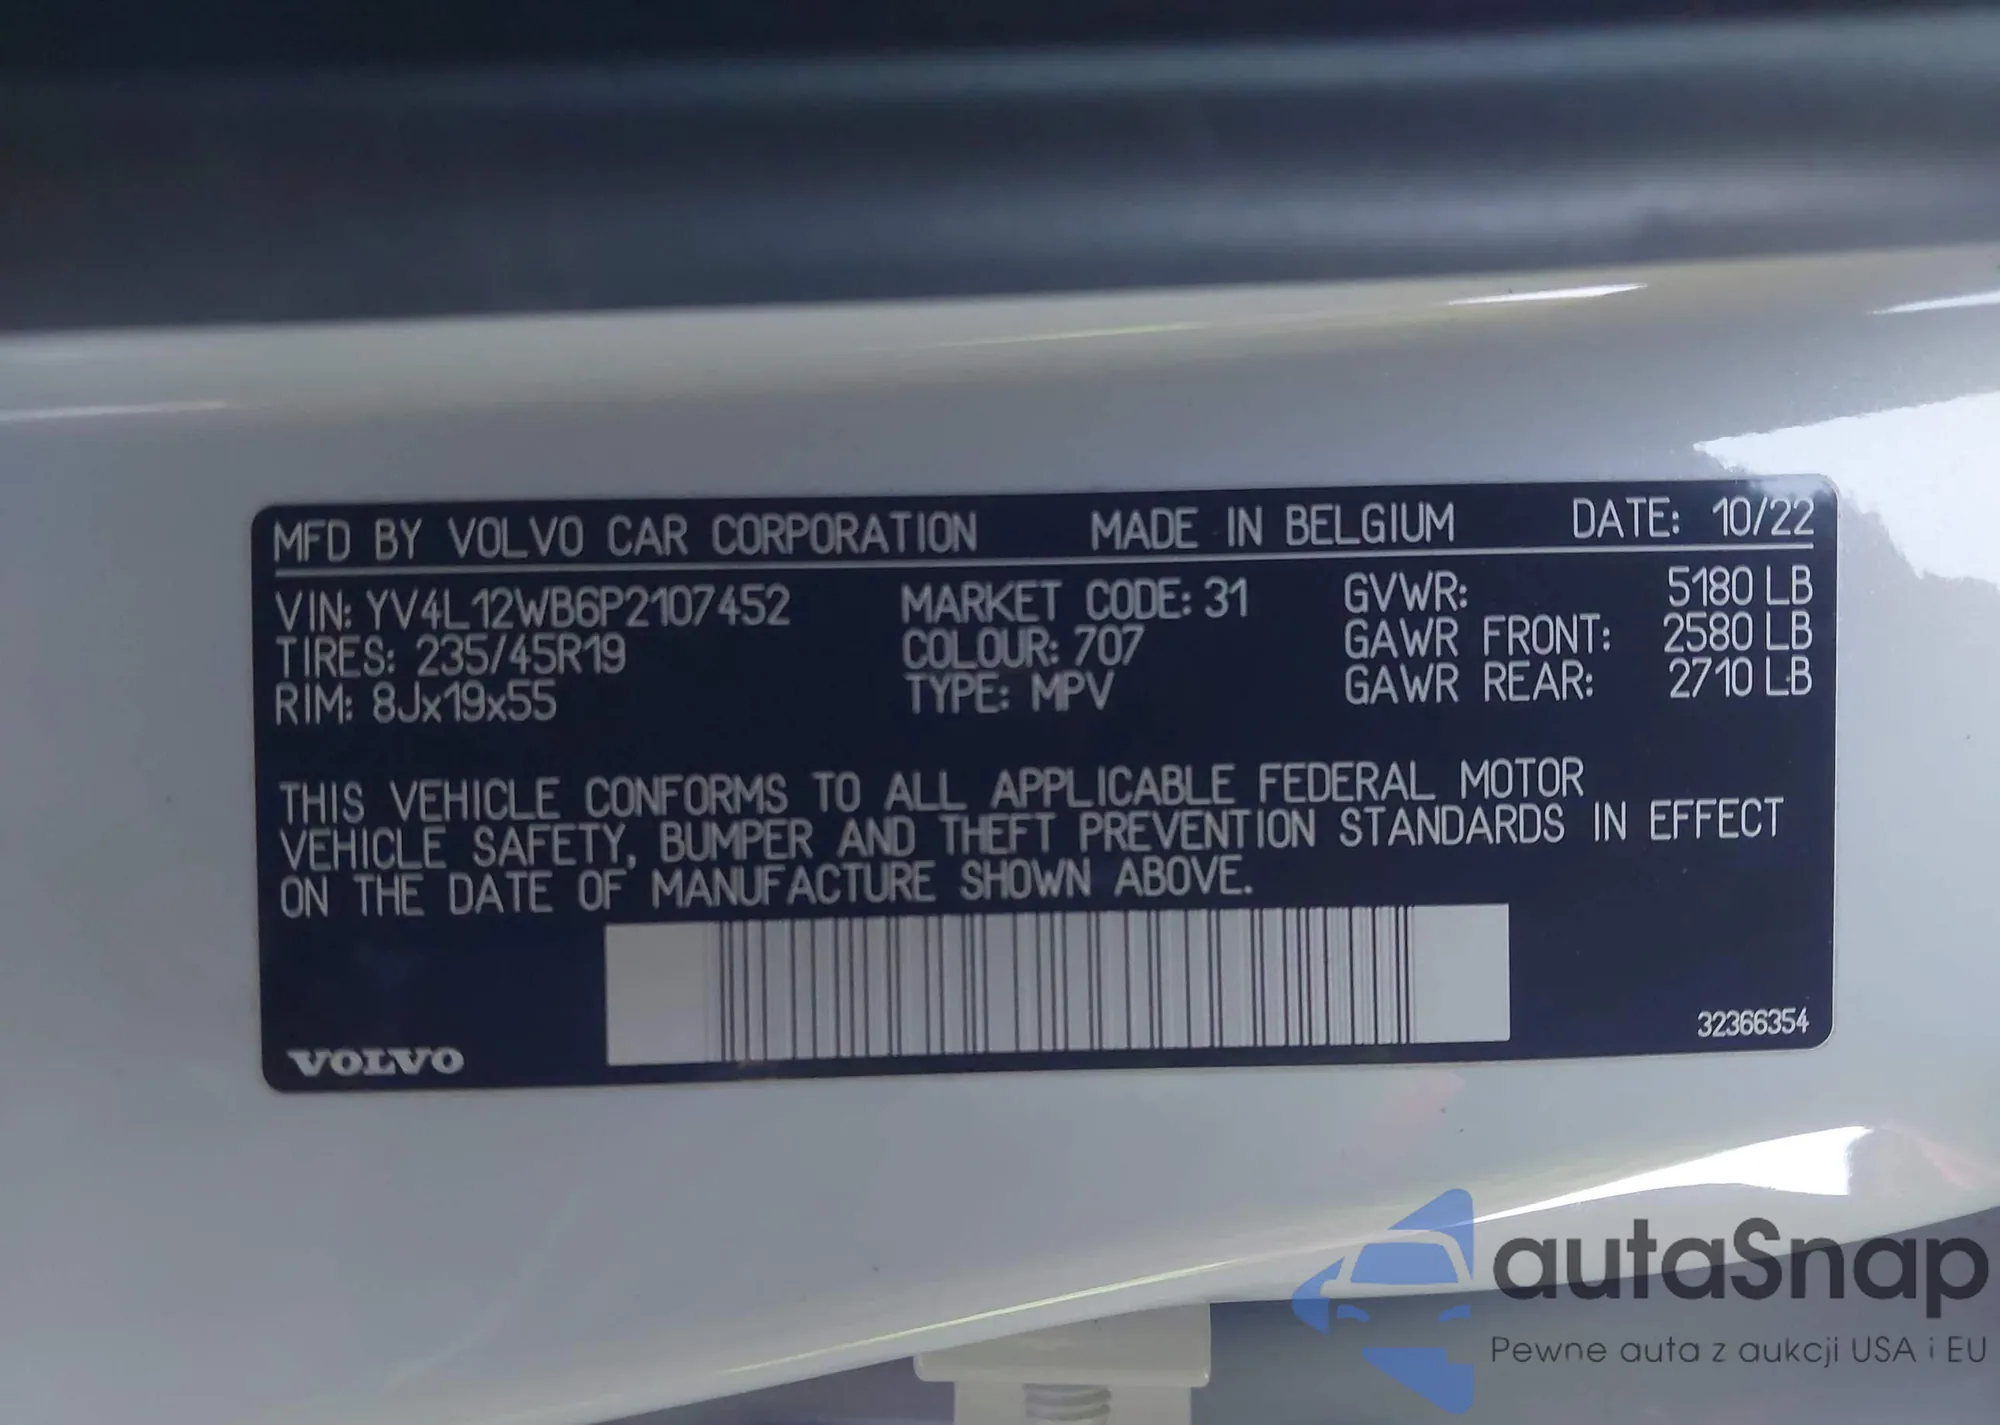 MFD BY VOLVO CAR CORPORATION MADE IN BELGIUM DATE: 10/22
VIN: YV4L12WB6P2107452 MARKET CODE: 31 GVWR: 5180 LB
TIRES: 235/45R19 COLOUR: 707 GAWR FRONT: 2580 LB
RIM: 8Jx19x55 TYPE: MPV GAWR REAR: 2710 LB
THIS VEHICLE CONFORMS TO ALL APPLICABLE FEDERAL MOTOR
VEHICLE SAFETY, BUMPER AND THEFT PREVENTION STANDARDS IN EFFECT
ON THE DATE OF MANUFACTURE SHOWN ABOVE.
32366354
VOLVO
autaSnap
Pewne auta z aukcji USA i EU